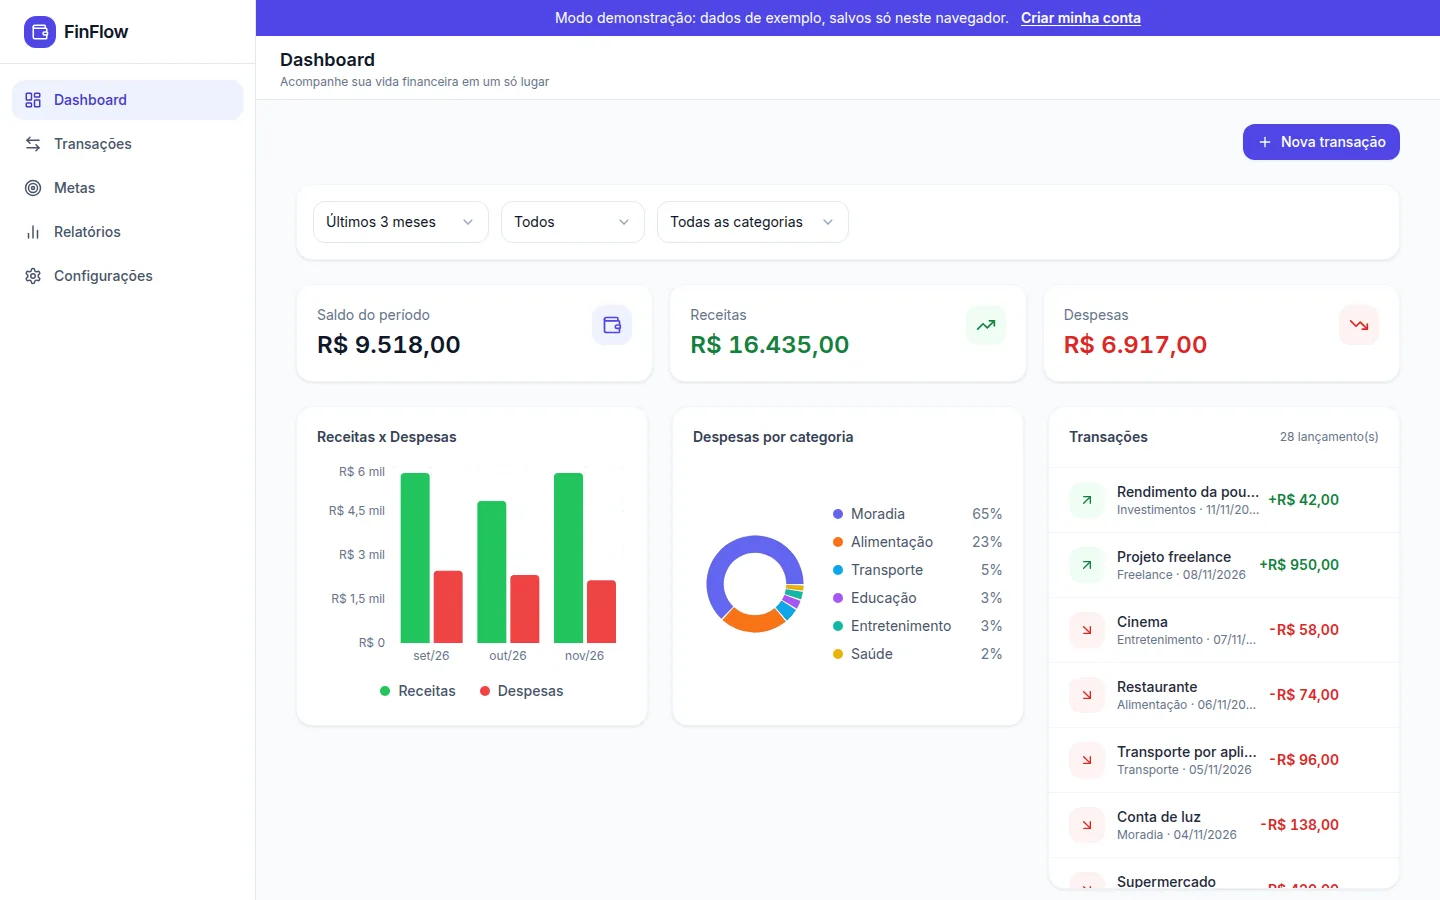 FinFlow
Modo demonstração: dados de exemplo, salvos só neste navegador. Criar minha conta
Dashboard
Acompanhe sua vida financeira em um só lugar
Dashboard
Transações
Metas
Relatórios
Configurações
Nova transação
Últimos 3 meses
Todos
Todas as categorias
Saldo do período
R$ 9.518,00
Receitas
R$ 16.435,00
Despesas
R$ 6.917,00
Receitas x Despesas
R$ 6 mil
R$ 4,5 mil
R$ 3 mil
R$ 1,5 mil
R$ 0
set/26 out/26 nov/26
Receitas Despesas
Despesas por categoria
Moradia 65%
Alimentação 23%
Transporte 5%
Educação 3%
Entretenimento 3%
Saúde 2%
Transações 28 lançamento(s)
Rendimento da pou... +R$ 42,00
Investimentos · 11/11/20...
Projeto freelance +R$ 950,00
Freelance · 08/11/2026
Cinema -R$ 58,00
Entretenimento · 07/11/...
Restaurante -R$ 74,00
Alimentação · 06/11/20...
Transporte por apli... -R$ 96,00
Transporte · 05/11/2026
Conta de luz -R$ 138,00
Moradia · 04/11/2026
Supermercado